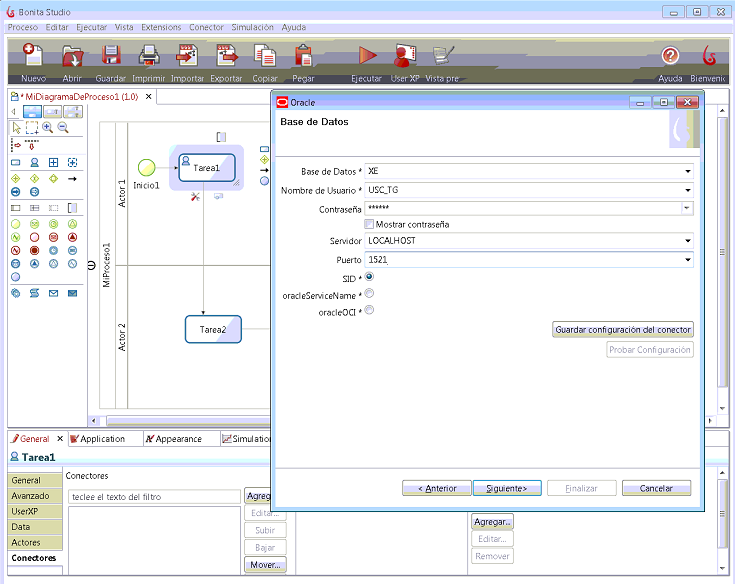 Bonita Studio
Proceso Editar Ejecutar Vista Extensions Conector Simulación Ayuda
Nuevo Abrir Guardar Imprimir Importar Exportar Copiar Pegar Ejecutar User XP Vista pre Ayuda Bienveni
*MiDiagramaDeProceso1 (1.0)
Oracle
Base de Datos
Base de Datos * XE
Nombre de Usuario * USC_TG
Contraseña ******
Mostrar contraseña
Servidor LOCALHOST
Puerto 1521
SID *
oracleServiceName *
oracleOCI *
Guardar configuración del conector
Probar Configuración
< Anterior Siguiente> Finalizar Cancelar
MiProceso1
Actor 1
Inicio1
Tarea1
Actor 2
Tarea2
General Application Appearance Simulation
Tarea1
General
Avanzado
UserXP
Data
Actores
Conectores
Conectores
teclee el texto del filtro
Agreg
Editar...
Subir
Bajar
Mover...
Agregar..
Editar...
Remover